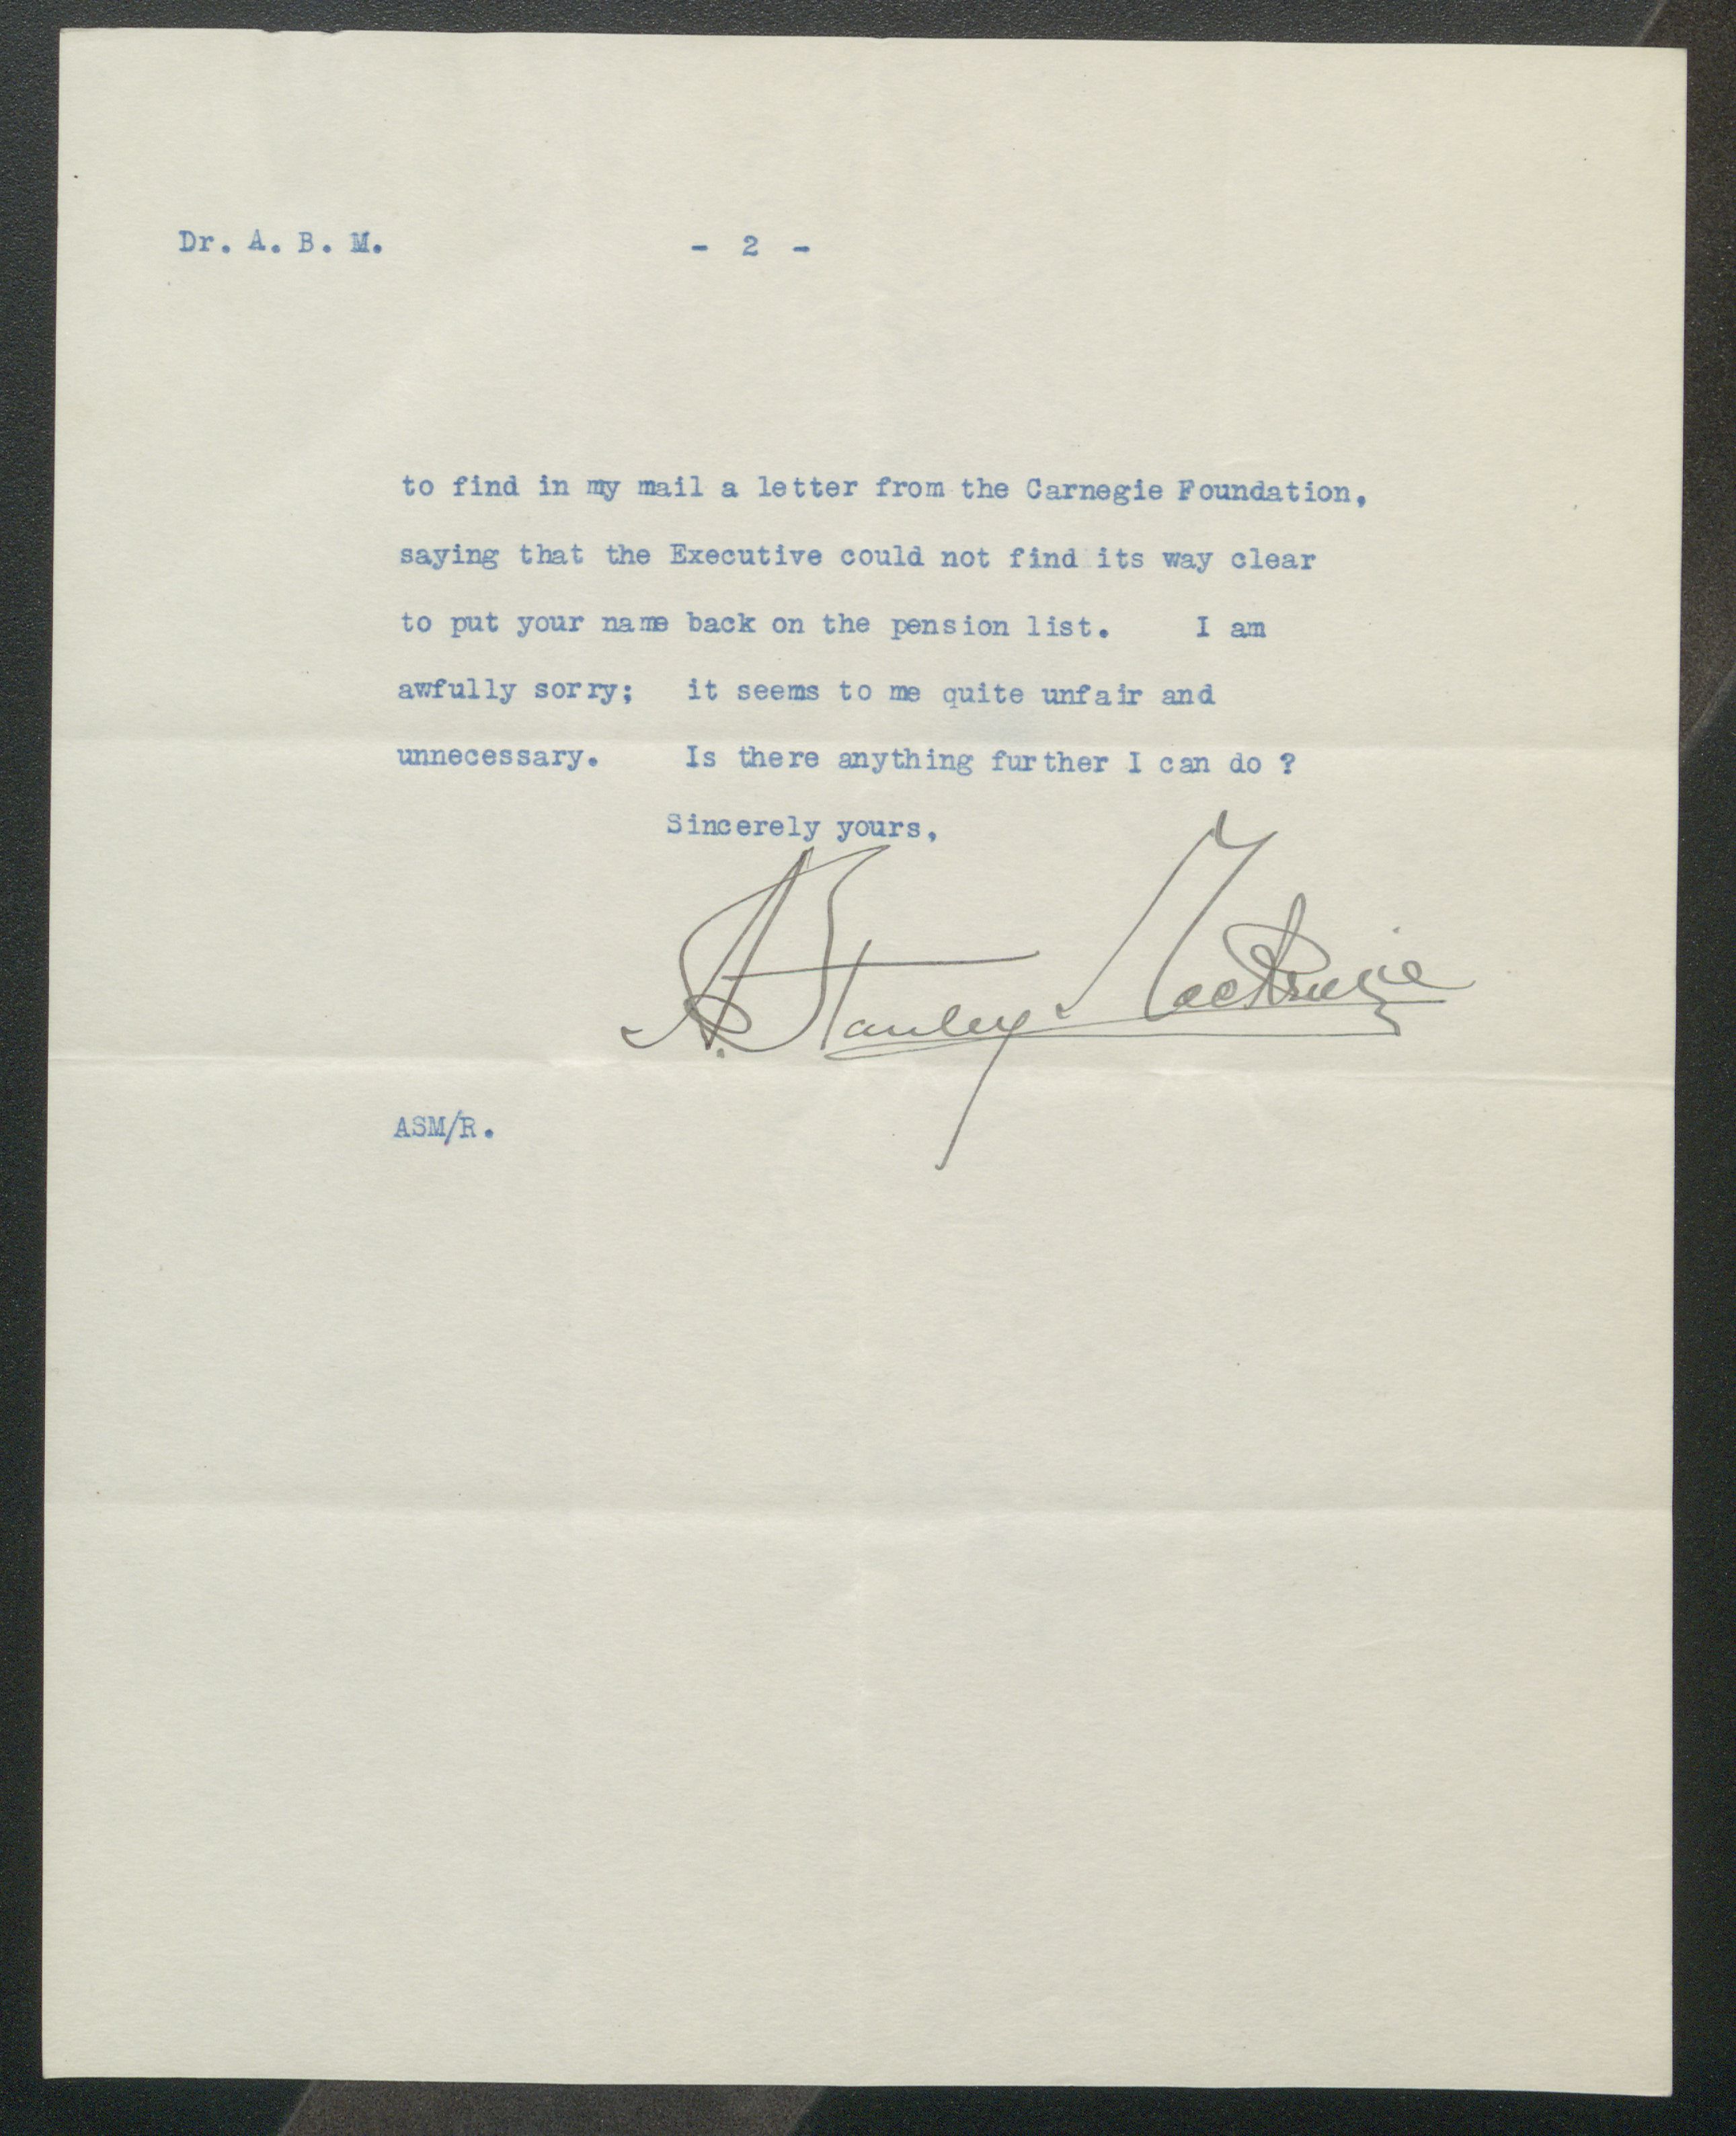 Dr. A. B. M.
- 2 -
to find in my mail a letter from the Carnegie Foundation,
saying that the Executive could not find its way clear
to put your name back on the pension list. I am
awfully sorry; it seems to me quite unfair and
unnecessary. Is there anything further I can do ?
Sincerely yours,
A. Stanley MacKenzie
ASM/R.